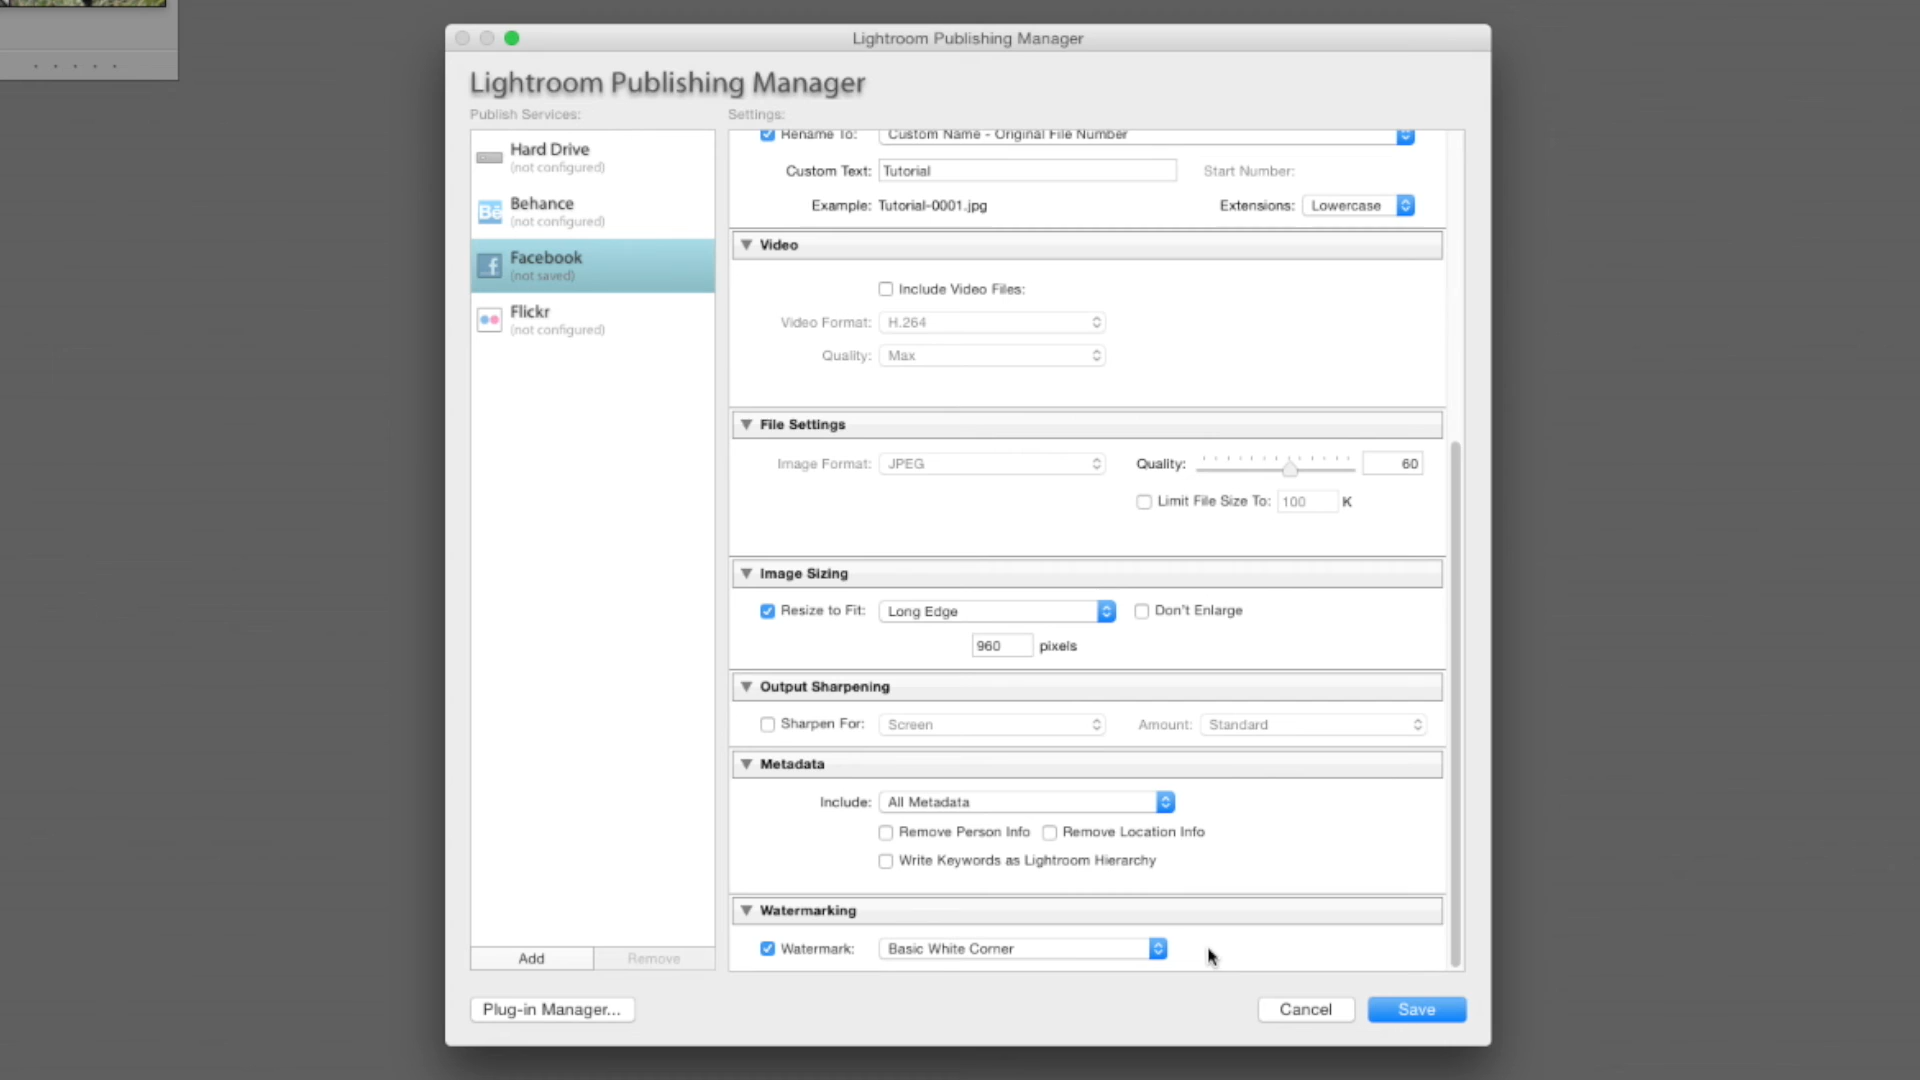 Lightroom Publishing Manager
Lightroom Publishing Manager
Publish Services:
Settings:
Hard Drive
(not configured)
Behance
(not configured)
Facebook
(not saved)
Flickr
(not configured)
Add
Remove
Rename To: Custom Name - Original File Number
Custom Text: Tutorial Start Number:
Example: Tutorial-0001.jpg Extensions: Lowercase
Video
Include Video Files:
Video Format: H.264
Quality: Max
File Settings
Image Format: JPEG Quality: 60
Limit File Size To: 100 K
Image Sizing
Resize to Fit: Long Edge Don't Enlarge
960 pixels
Output Sharpening
Sharpen For: Screen Amount: Standard
Metadata
Include: All Metadata
Remove Person Info Remove Location Info
Write Keywords as Lightroom Hierarchy
Watermarking
Watermark: Basic White Corner
Plug-in Manager... Cancel Save